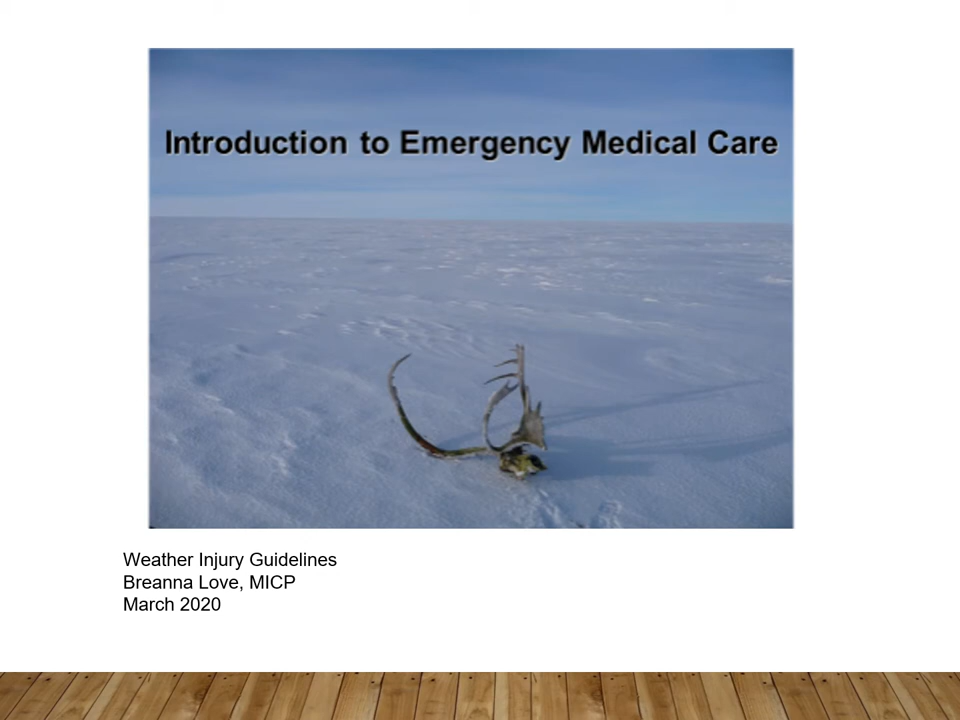 Introduction to Emergency Medical Care
Weather Injury Guidelines
Breanna Love, MICP
March 2020